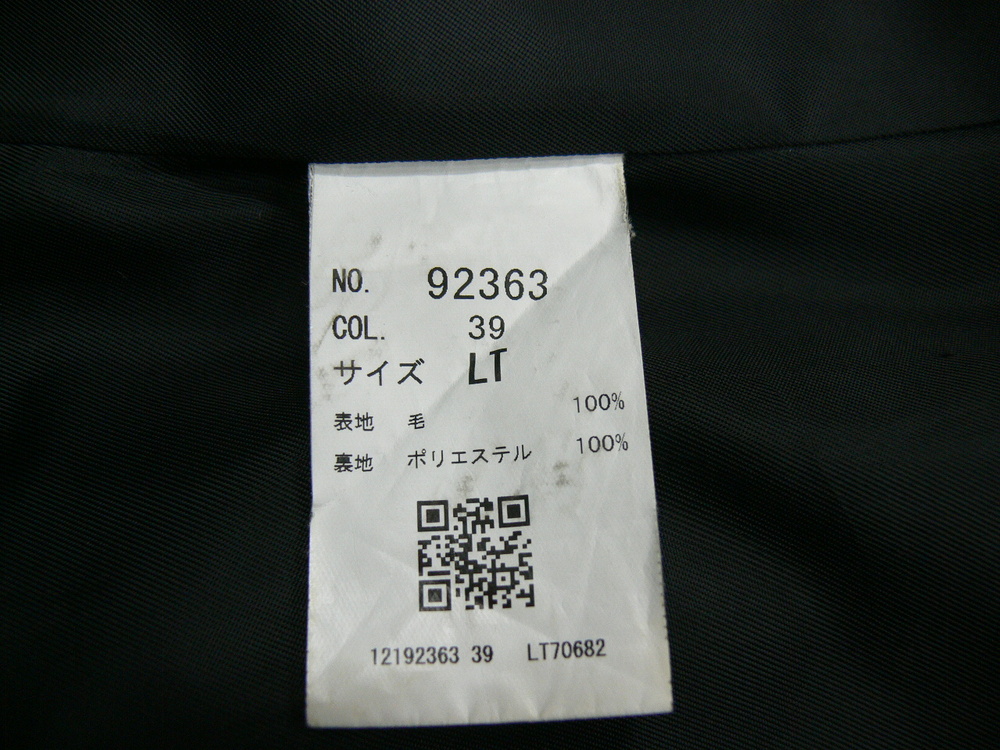 NO. 92363
COL. 39
サイズ LT
表地 毛 100%
裏地 ポリエステル 100%
12192363 39 LT70682